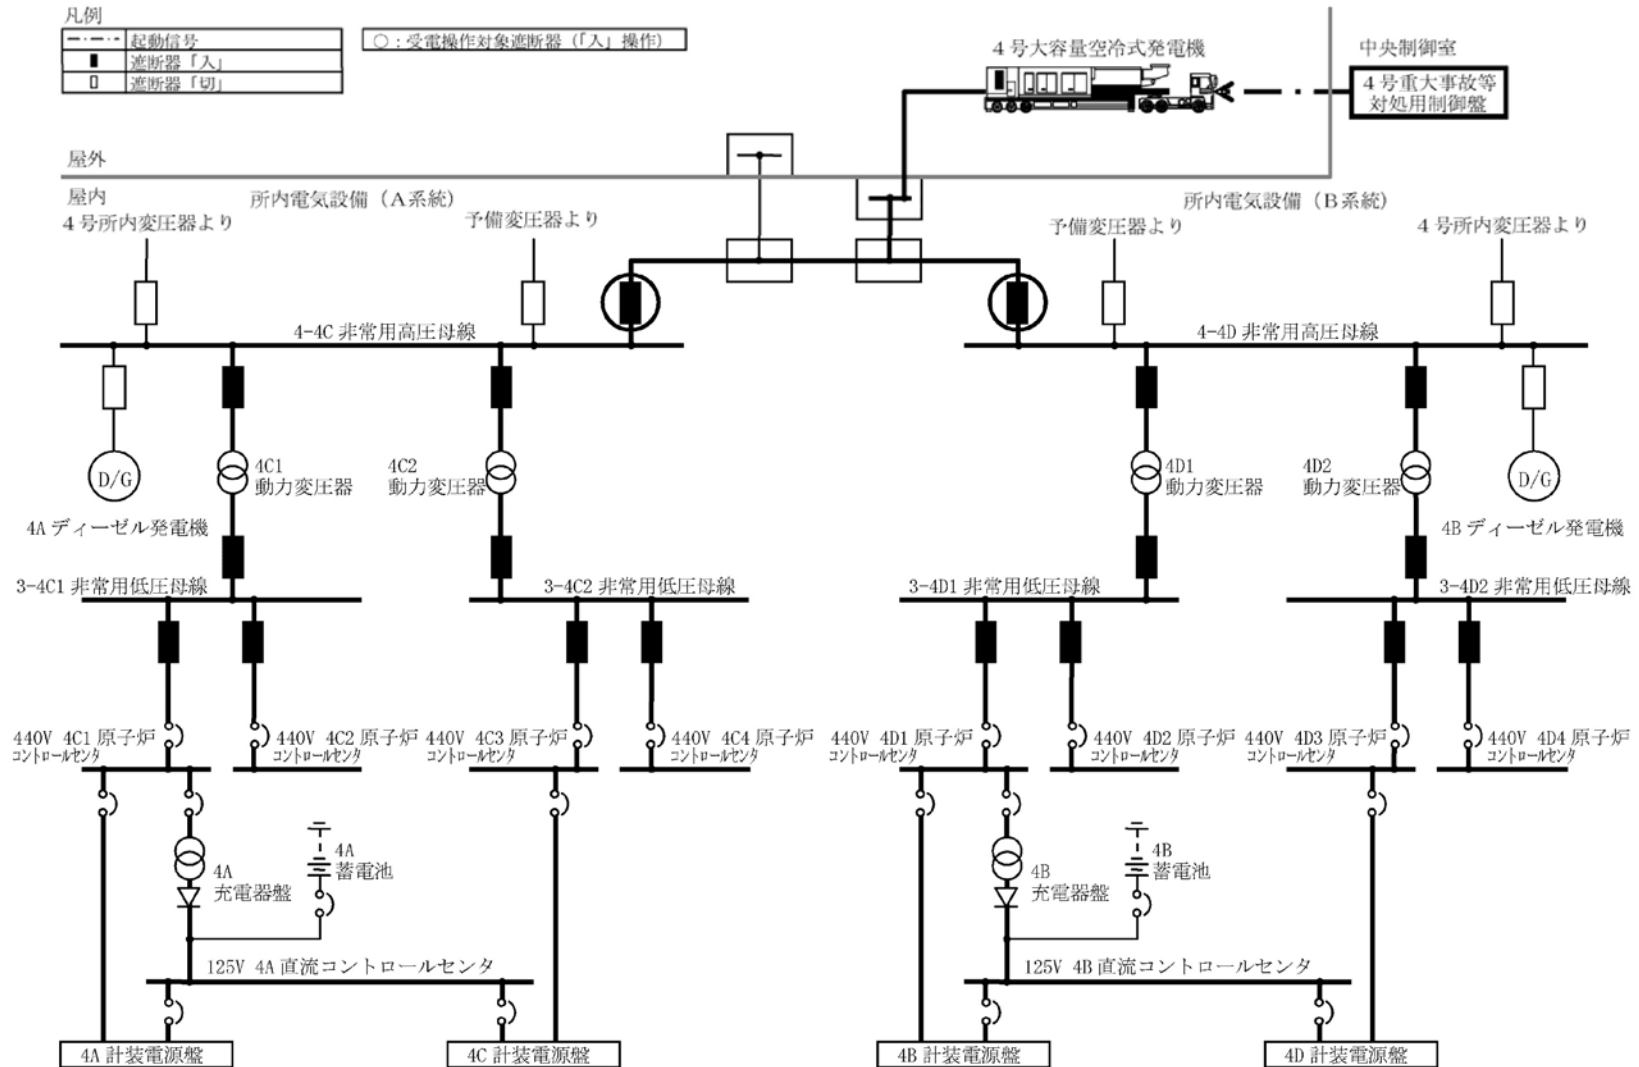 凡例
起動信号
遮断器「入」
遮断器「切」
○:受電操作対象遮断器(「入」操作)
4号大容量空冷式発電機
中央制御室
4号重大事故等
対処用制御盤
屋外
屋内
所内電気設備(A系統)
所内電気設備(B系統)
4号所内変圧器より
予備変圧器より
予備変圧器より
4号所内変圧器より
4-4C 非常用高圧母線
4-4D 非常用高圧母線
D/G
4C1
動力変圧器
4C2
動力変圧器
4D1
動力変圧器
4D2
動力変圧器
D/G
4A ディーゼル発電機
4B ディーゼル発電機
3-4C1 非常用低圧母線
3-4C2 非常用低圧母線
3-4D1 非常用低圧母線
3-4D2 非常用低圧母線
440V 4C1 原子炉
コントロールセンタ
440V 4C2 原子炉
コントロールセンタ
440V 4C3 原子炉
コントロールセンタ
440V 4C4 原子炉
コントロールセンタ
440V 4D1 原子炉
コントロールセンタ
440V 4D2 原子炉
コントロールセンタ
440V 4D3 原子炉
コントロールセンタ
440V 4D4 原子炉
コントロールセンタ
4A
充電器盤
4A
蓄電池
4B
充電器盤
4B
蓄電池
125V 4A 直流コントロールセンタ
125V 4B 直流コントロールセンタ
4A 計装電源盤
4C 計装電源盤
4B 計装電源盤
4D 計装電源盤